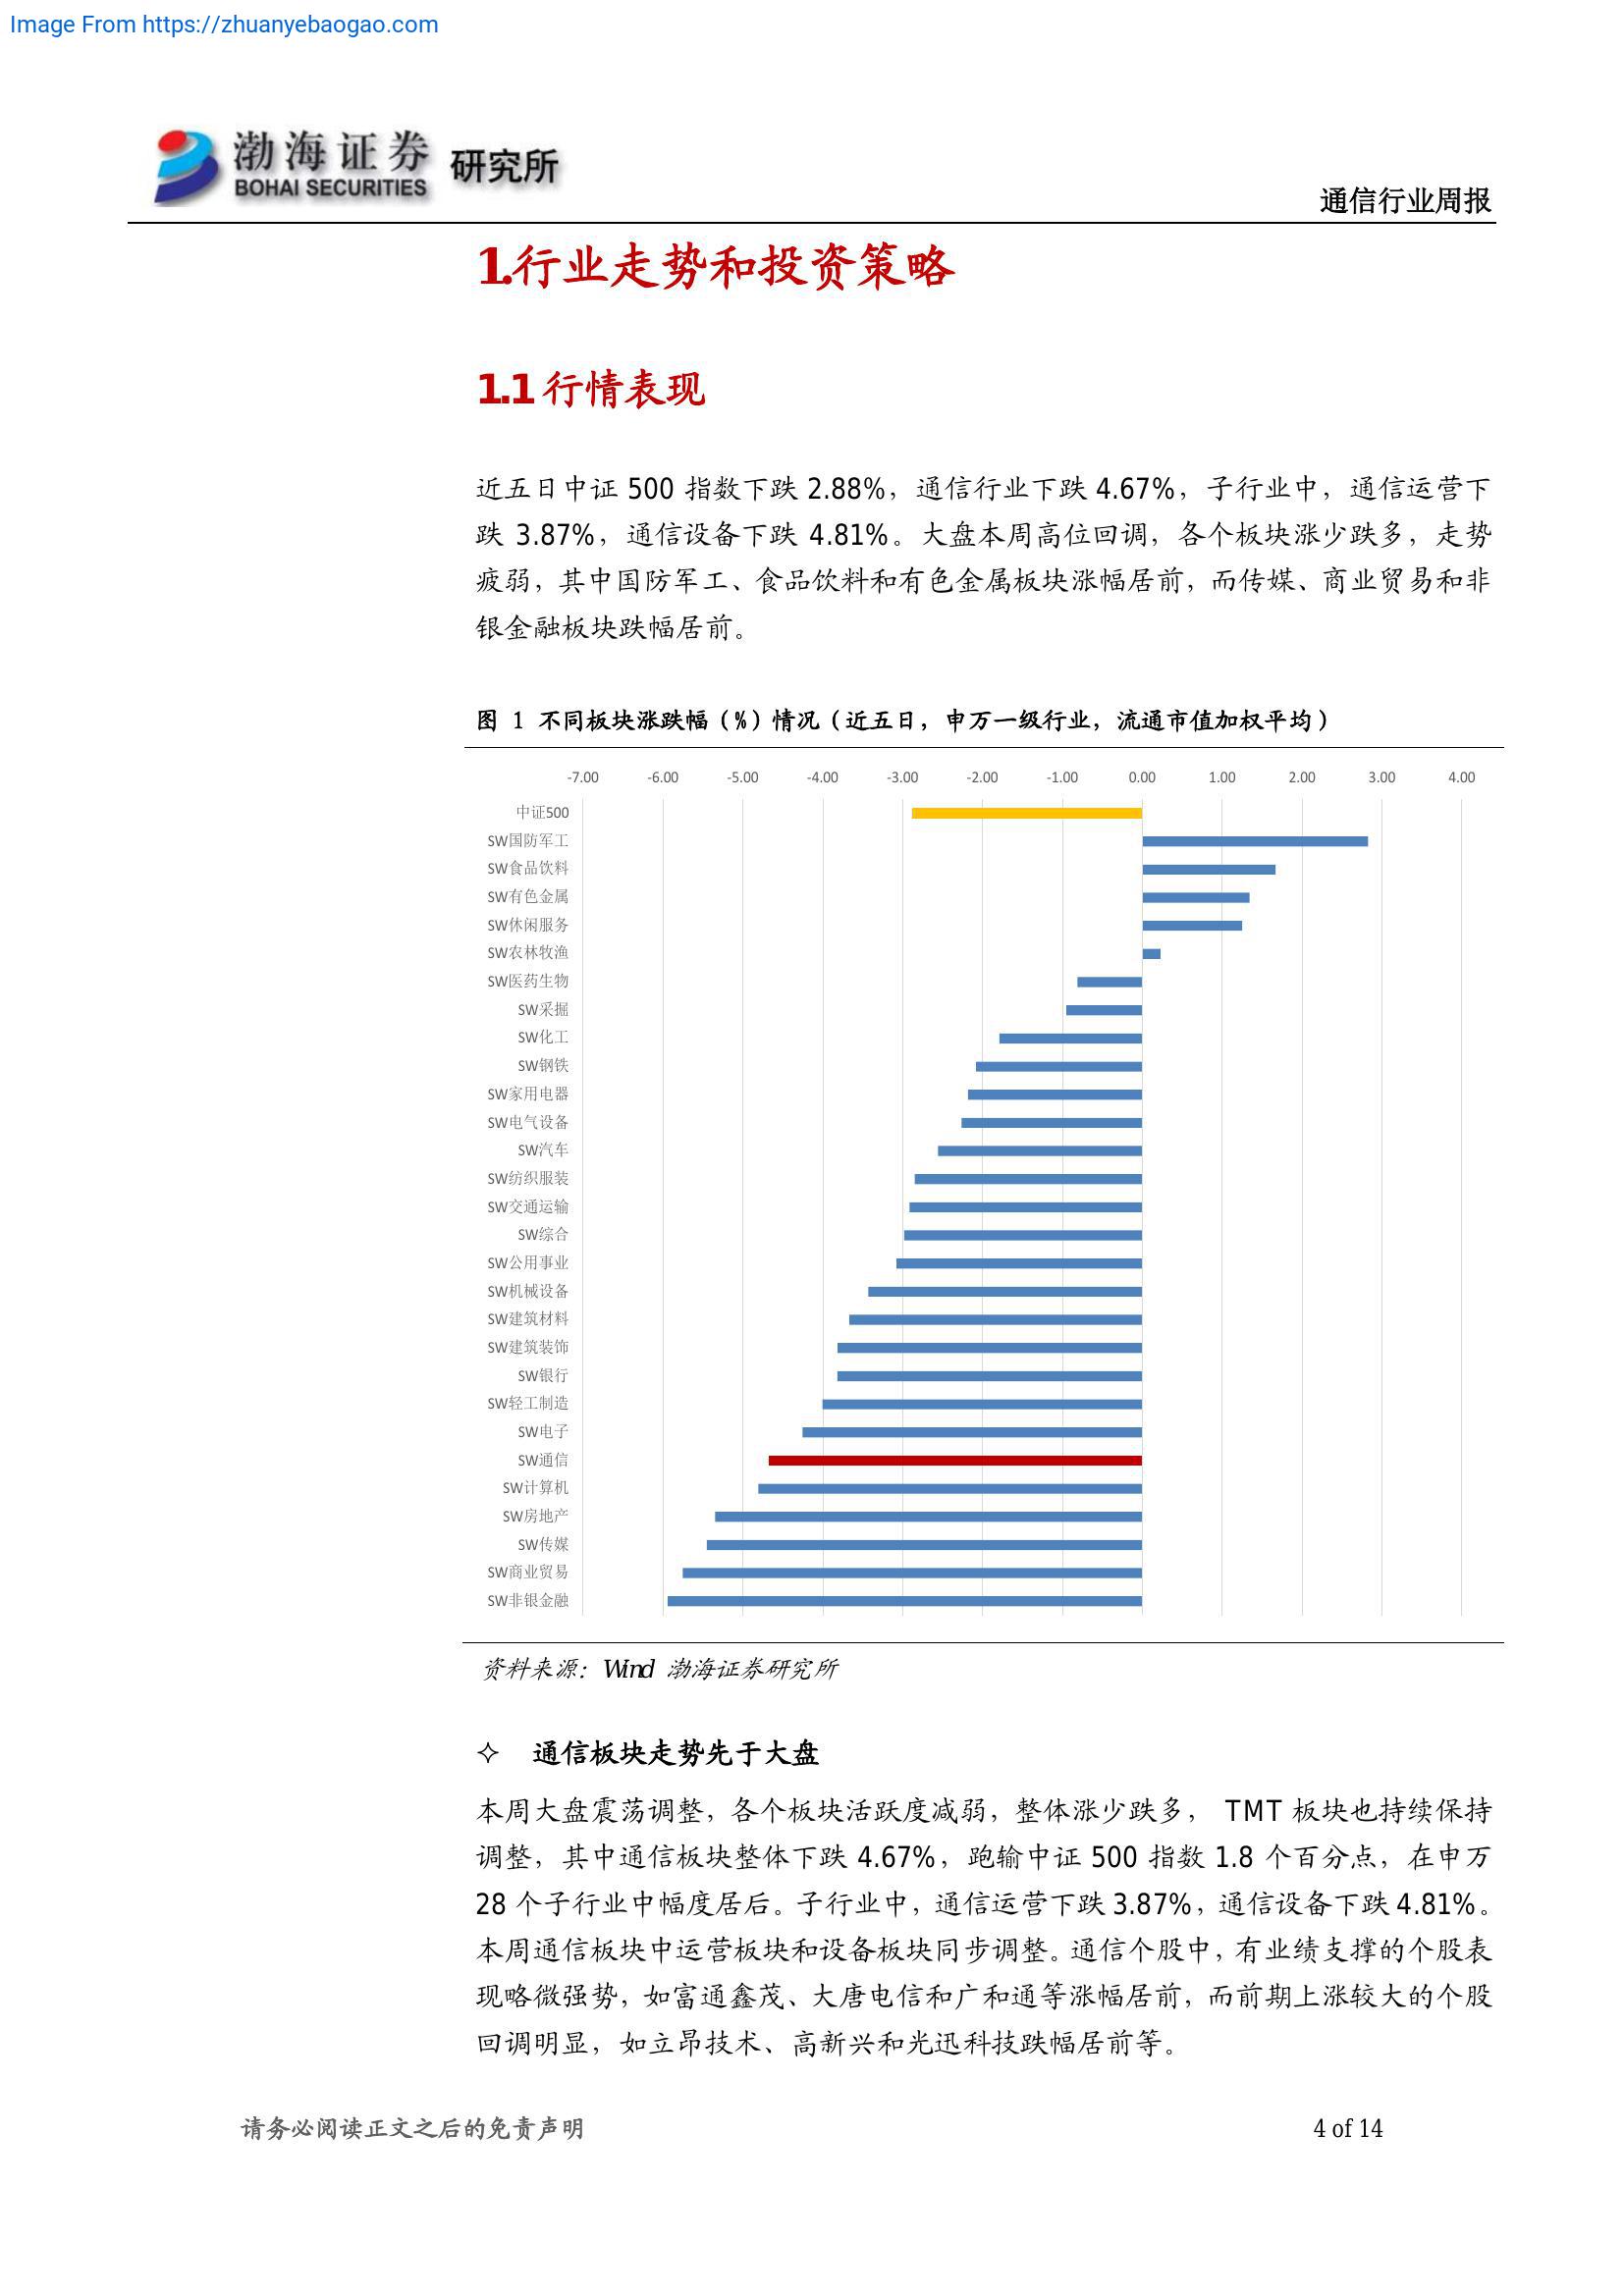 Image From https://zhuanyebaogao.com
渤海证券 研究所
BOHAI SECURITIES
通信行业周报
1.行业走势和投资策略
1.1 行情表现
近五日中证 500 指数下跌 2.88%，通信行业下跌 4.67%，子行业中，通信运营下
跌 3.87%，通信设备下跌 4.81%。大盘本周高位回调，各个板块涨少跌多，走势
疲弱，其中国防军工、食品饮料和有色金属板块涨幅居前，而传媒、商业贸易和非
银金融板块跌幅居前。
图 1 不同板块涨跌幅（%）情况（近五日，申万一级行业，流通市值加权平均）
-7.00 -6.00 -5.00 -4.00 -3.00 -2.00 -1.00 0.00 1.00 2.00 3.00 4.00
中证500
SW国防军工
SW食品饮料
SW有色金属
SW休闲服务
SW农林牧渔
SW医药生物
SW采掘
SW化工
SW钢铁
SW家用电器
SW电气设备
SW汽车
SW纺织服装
SW交通运输
SW综合
SW公用事业
SW机械设备
SW建筑材料
SW建筑装饰
SW银行
SW轻工制造
SW电子
SW通信
SW计算机
SW房地产
SW传媒
SW商业贸易
SW非银金融
资料来源：Wind 渤海证券研究所
✧ 通信板块走势先于大盘
本周大盘震荡调整，各个板块活跃度减弱，整体涨少跌多， TMT 板块也持续保持
调整，其中通信板块整体下跌 4.67%，跑输中证 500 指数 1.8 个百分点，在申万
28 个子行业中幅度居后。子行业中，通信运营下跌 3.87%，通信设备下跌 4.81%。
本周通信板块中运营板块和设备板块同步调整。通信个股中，有业绩支撑的个股表
现略微强势，如富通鑫茂、大唐电信和广和通等涨幅居前，而前期上涨较大的个股
回调明显，如立昂技术、高新兴和光迅科技跌幅居前等。
请务必阅读正文之后的免责声明
4 of 14